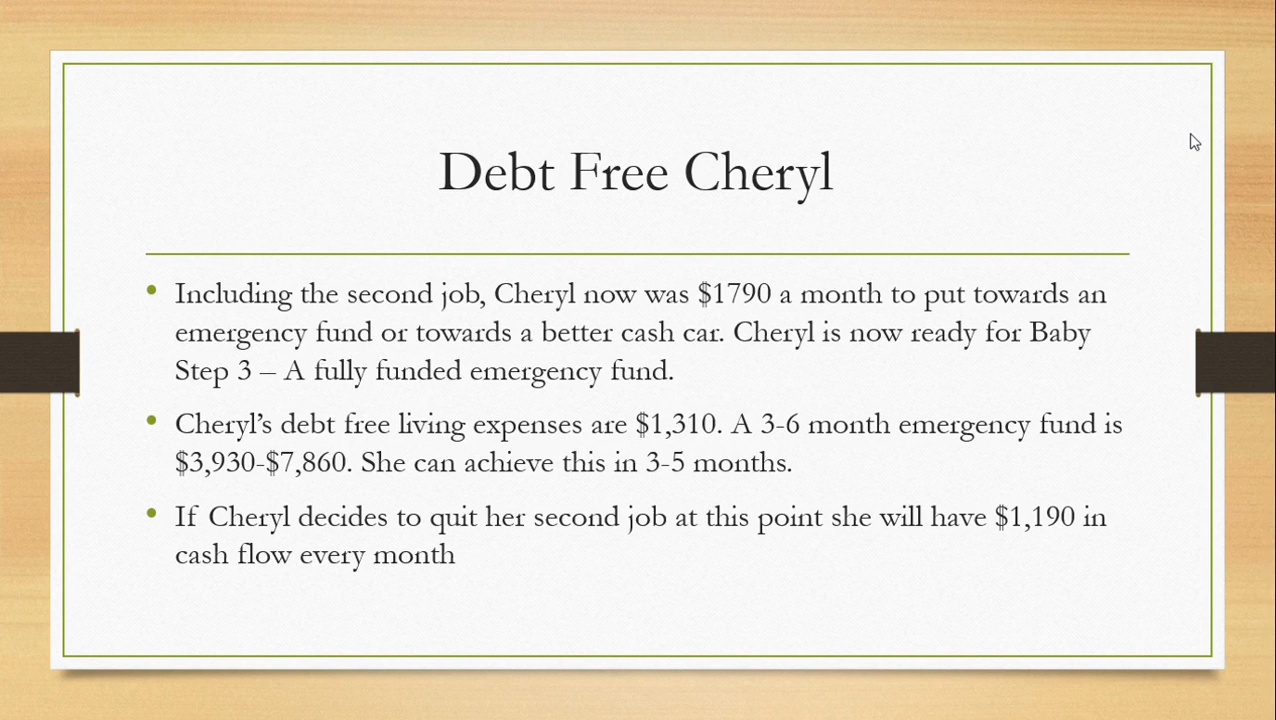 Debt Free Cheryl
• Including the second job, Cheryl now was $1790 a month to put towards an
emergency fund or towards a better cash car. Cheryl is now ready for Baby
Step 3 – A fully funded emergency fund.
• Cheryl’s debt free living expenses are $1,310. A 3-6 month emergency fund is
$3,930-$7,860. She can achieve this in 3-5 months.
• If Cheryl decides to quit her second job at this point she will have $1,190 in
cash flow every month